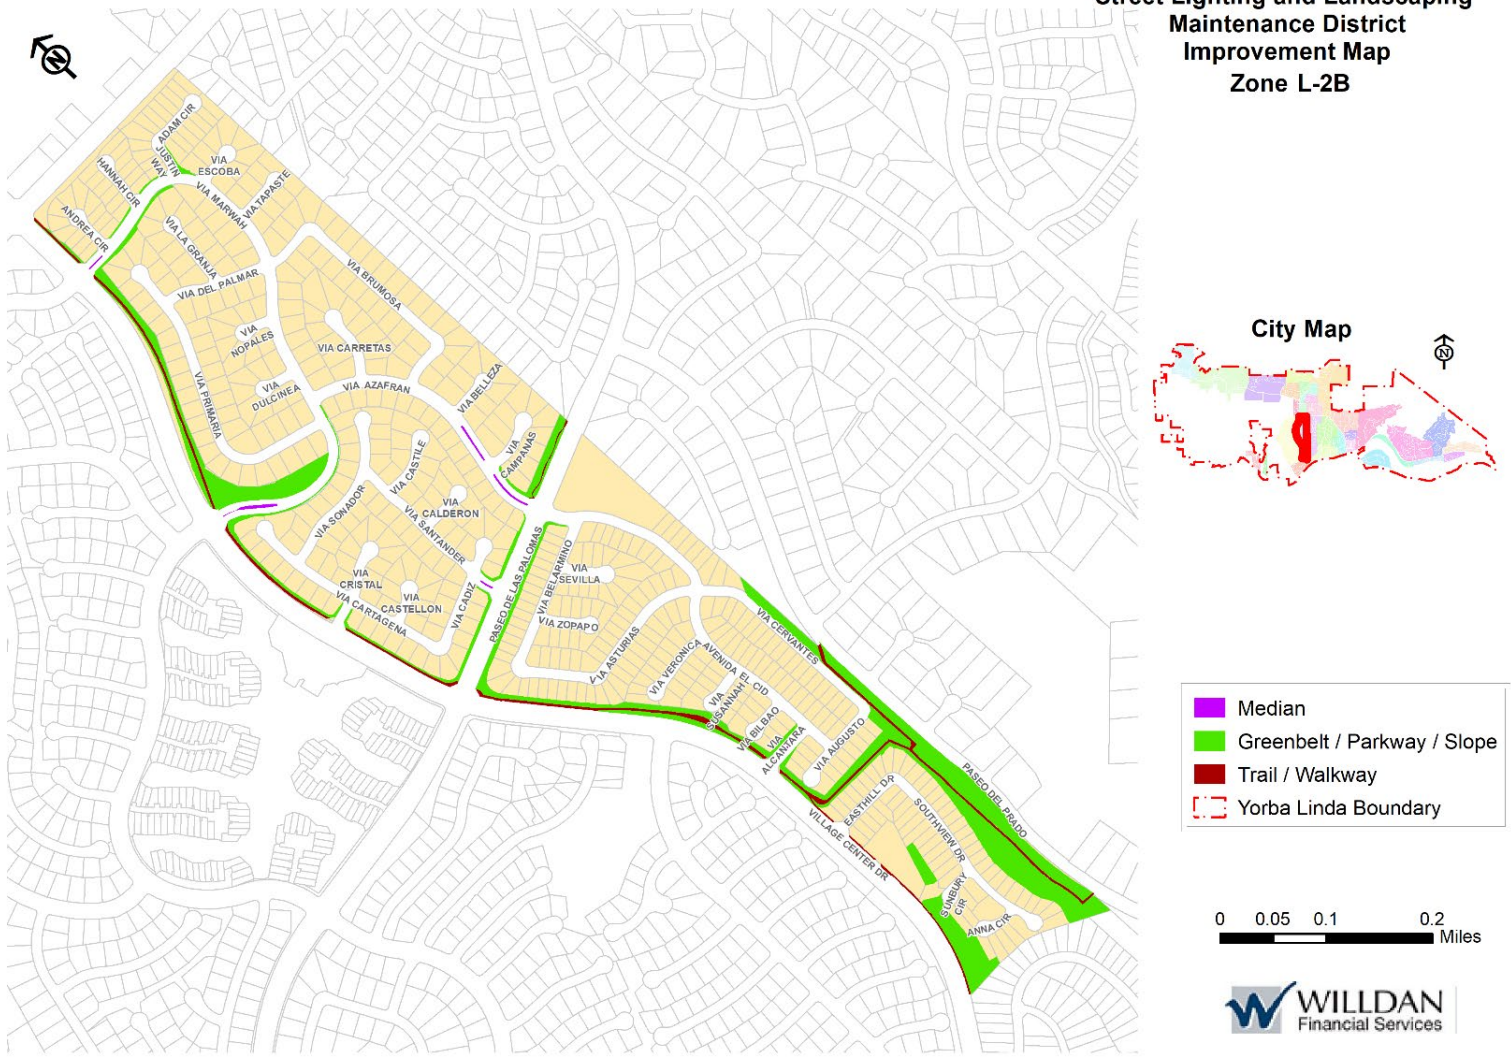 Street Lighting and Landscaping
Maintenance District
Improvement Map
Zone L-2B
N
ADAM CIR
JUSTIN
WAY
VIA
ESCOBA
HANNAH CIR
VIA MARWAH
VIA TAPASTE
ANDREA CIR
VIA LA GRANJA
VIA DEL PALMAR
VIA BRUMOSA
VIA
NOPALES
VIA CARRETAS
VIA PRIMARIA
VIA
DULCINEA
VIA AZAFRAN
VIA BELLEZA
VIA
CAMPANAS
VIA CASTILE
VIA SONADOR
VIA
CALDERON
VIA SANTANDER
VIA
CRISTAL
VIA
CASTELLON
VIA CARTAGENA
VIA CADIZ
PASEO DE LAS PALOMAS
VIA BELARMINO
VIA
SEVILLA
VIA ZOPAPO
VIA ASTURIAS
VIA VERONICA
AVENIDA EL CID
VIA CERVANTES
VIA
SUSANNAH
VIA BILBAO
VIA
ALCANTARA
VIA AUGUSTO
EASTHILL DR
SOUTHVIEW DR
PASEO DEL PRADO
VILLAGE CENTER DR
SUNBURY
CIR
ANNA CIR
City Map
N
Median
Greenbelt / Parkway / Slope
Trail / Walkway
Yorba Linda Boundary
0 0.05 0.1 0.2
Miles
WILLDAN
Financial Services